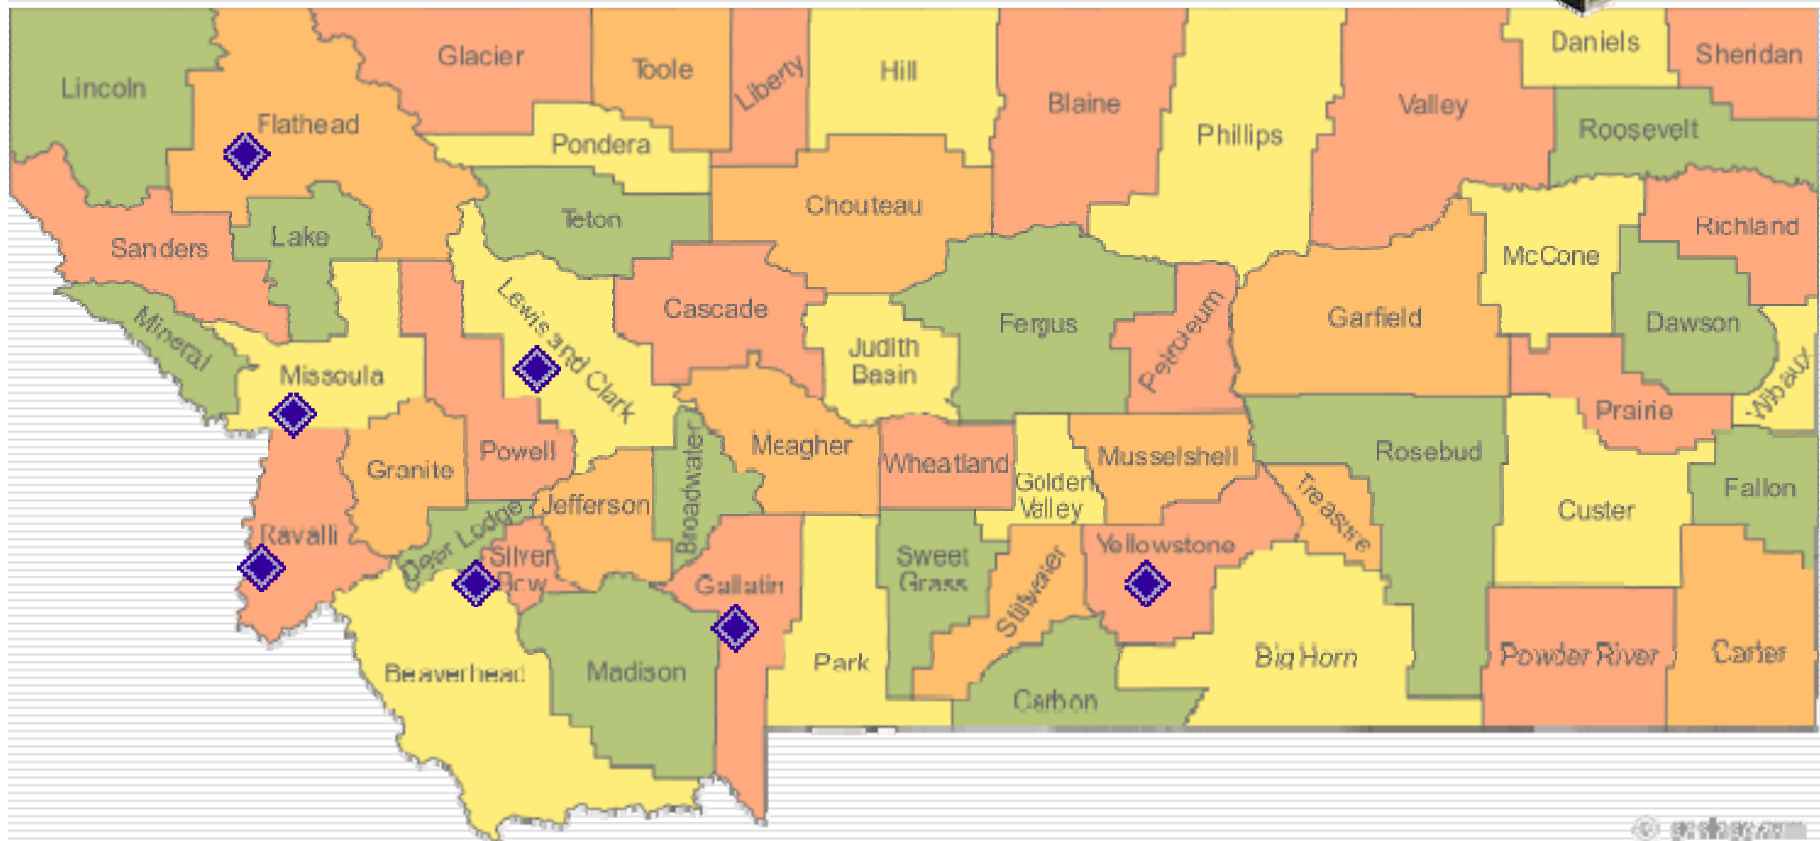 Lincoln
Flathead
Glacier
Toole
Liberty
Hill
Blaine
Phillips
Valley
Daniels
Sheridan
Roosevelt
Pondera
Teton
Chouteau
Sanders
Lake
McCone
Richland
Mineral
Missoula
Lewis and Clark
Cascade
Judith
Basin
Fergus
Petroleum
Garfield
Dawson
Wibaux
Prairie
Powell
Granite
Meagher
Wheatland
Golden
Valley
Musselshell
Rosebud
Treasure
Custer
Fallon
Ravalli
Deer Lodge
Jefferson
Broadwater
Silver
Bow
Gallatin
Sweet
Grass
Stillwater
Yellowstone
Beaverhead
Madison
Park
Carbon
Big Horn
Powder River
Carter
© geology.com